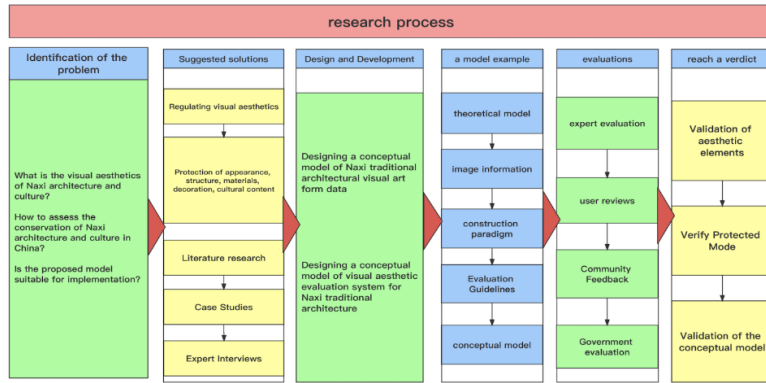 research process
Identification of the
problem
What is the visual aesthetics
of Naxi architecture and
culture?
How to assess the
conservation of Naxi
architecture and culture in
China?
Is the proposed model
suitable for implementation?
Suggested solutions
Regulating visual aesthetics
Protection of appearance,
structure, materials,
decoration, cultural content
Literature research
Case Studies
Expert Interviews
Design and Development
Designing a conceptual
model of Naxi traditional
architectural visual art
form data
Designing a conceptual
model of visual aesthetic
evaluation system for
Naxi traditional
architecture
a model example
theoretical model
image information
construction
paradigm
Evaluation
Guidelines
conceptual model
evaluations
expert evaluation
user reviews
Community
Feedback
Government
evaluation
reach a verdict
Validation of
aesthetic
elements
Verify Protected
Mode
Validation of the
conceptual model